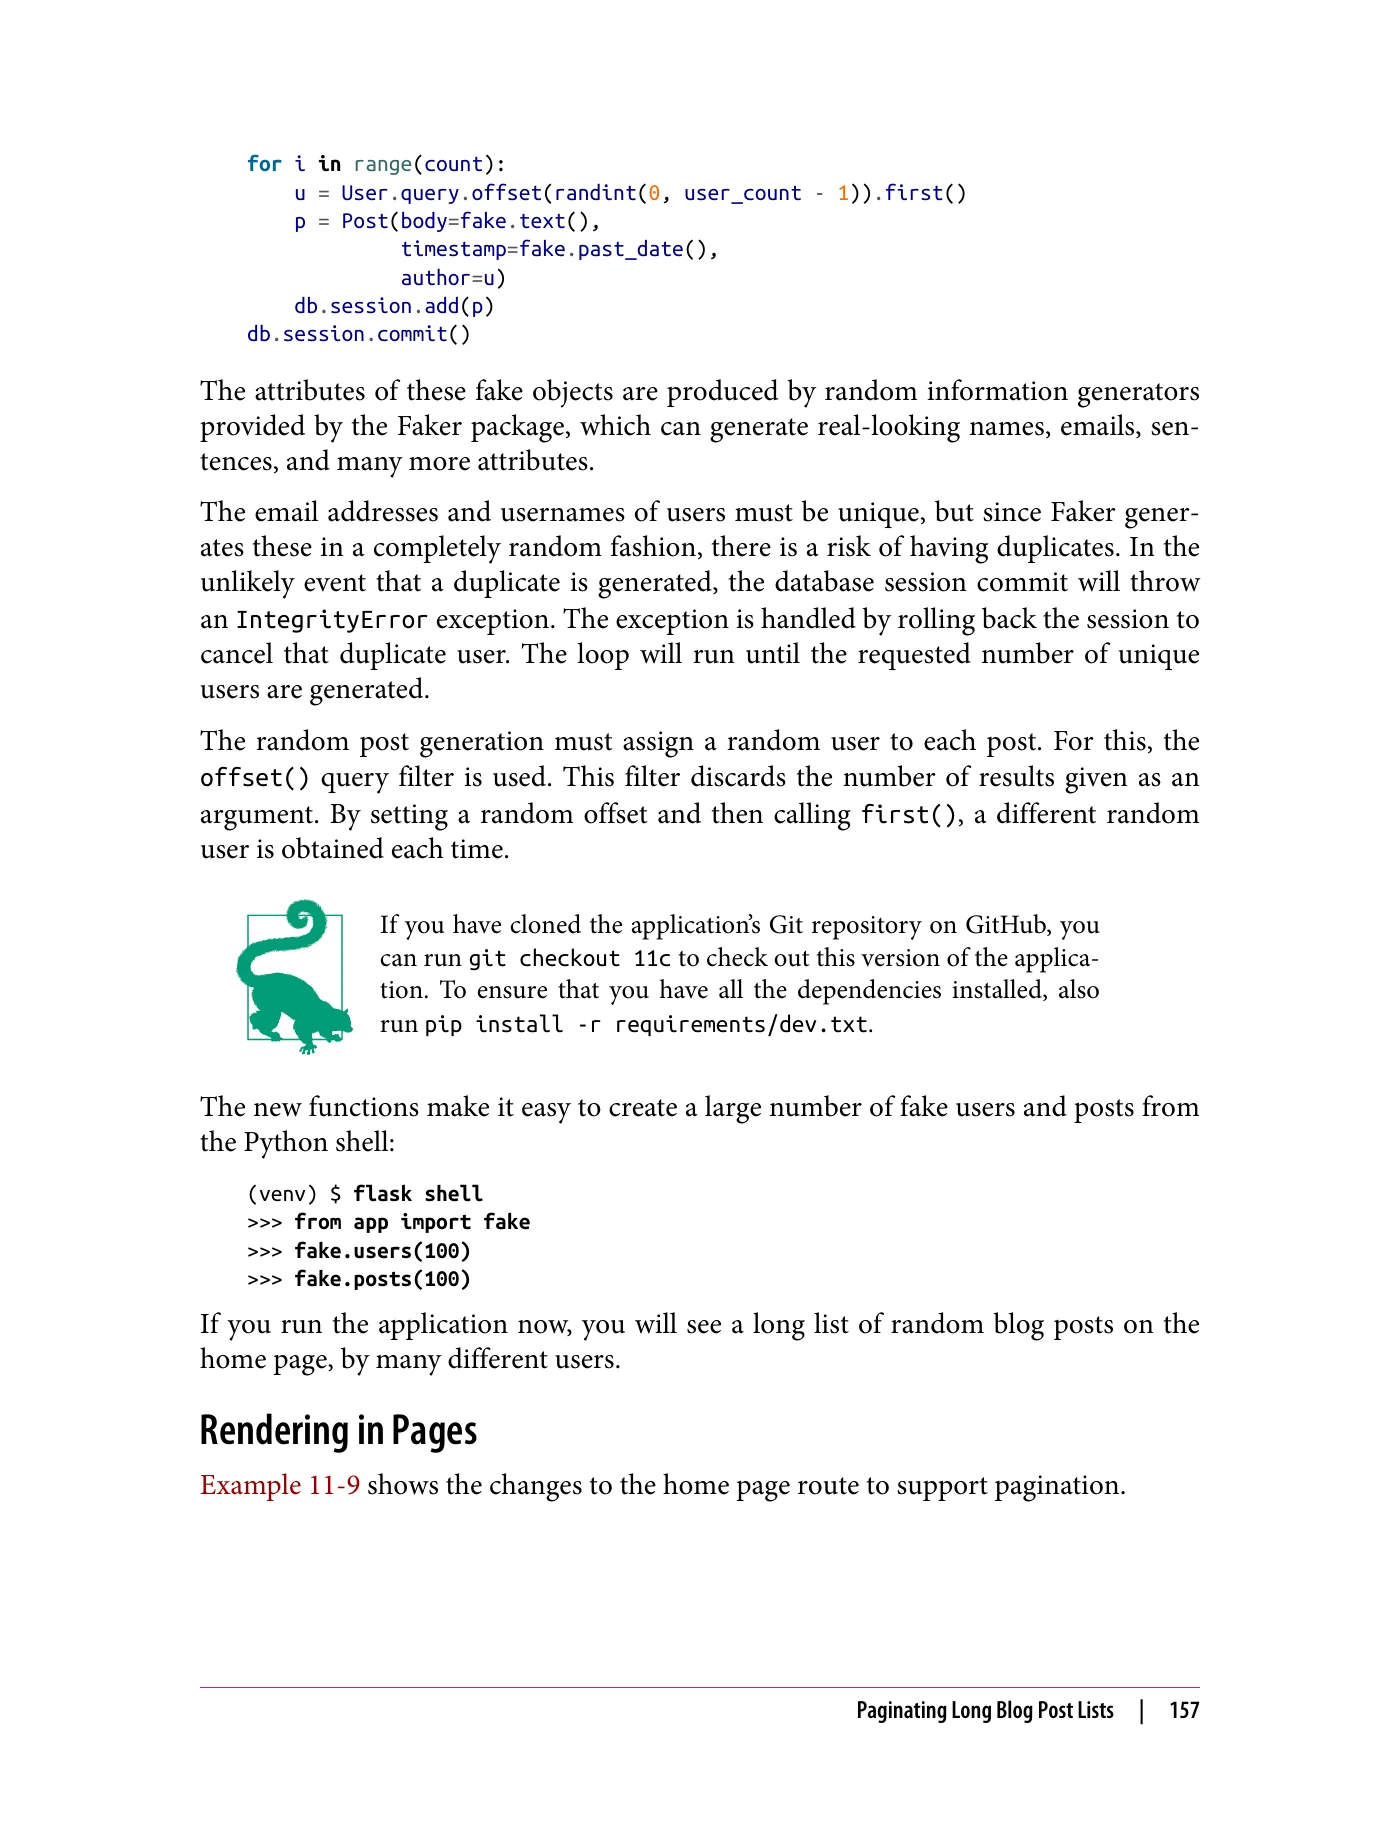 for i in range(count):
    u = User.query.offset(randint(0, user_count - 1)).first()
    p = Post(body=fake.text(),
             timestamp=fake.past_date(),
             author=u)
    db.session.add(p)
db.session.commit()
The attributes of these fake objects are produced by random information generators
provided by the Faker package, which can generate real-looking names, emails, sen-
tences, and many more attributes.
The email addresses and usernames of users must be unique, but since Faker gener-
ates these in a completely random fashion, there is a risk of having duplicates. In the
unlikely event that a duplicate is generated, the database session commit will throw
an IntegrityError exception. The exception is handled by rolling back the session to
cancel that duplicate user. The loop will run until the requested number of unique
users are generated.
The random post generation must assign a random user to each post. For this, the
offset() query filter is used. This filter discards the number of results given as an
argument. By setting a random offset and then calling first(), a different random
user is obtained each time.
If you have cloned the application’s Git repository on GitHub, you
can run git checkout 11c to check out this version of the applica-
tion. To ensure that you have all the dependencies installed, also
run pip install -r requirements/dev.txt.
The new functions make it easy to create a large number of fake users and posts from
the Python shell:
(venv) $ flask shell
>>> from app import fake
>>> fake.users(100)
>>> fake.posts(100)
If you run the application now, you will see a long list of random blog posts on the
home page, by many different users.
Rendering in Pages
Example 11-9 shows the changes to the home page route to support pagination.
Paginating Long Blog Post Lists | 157